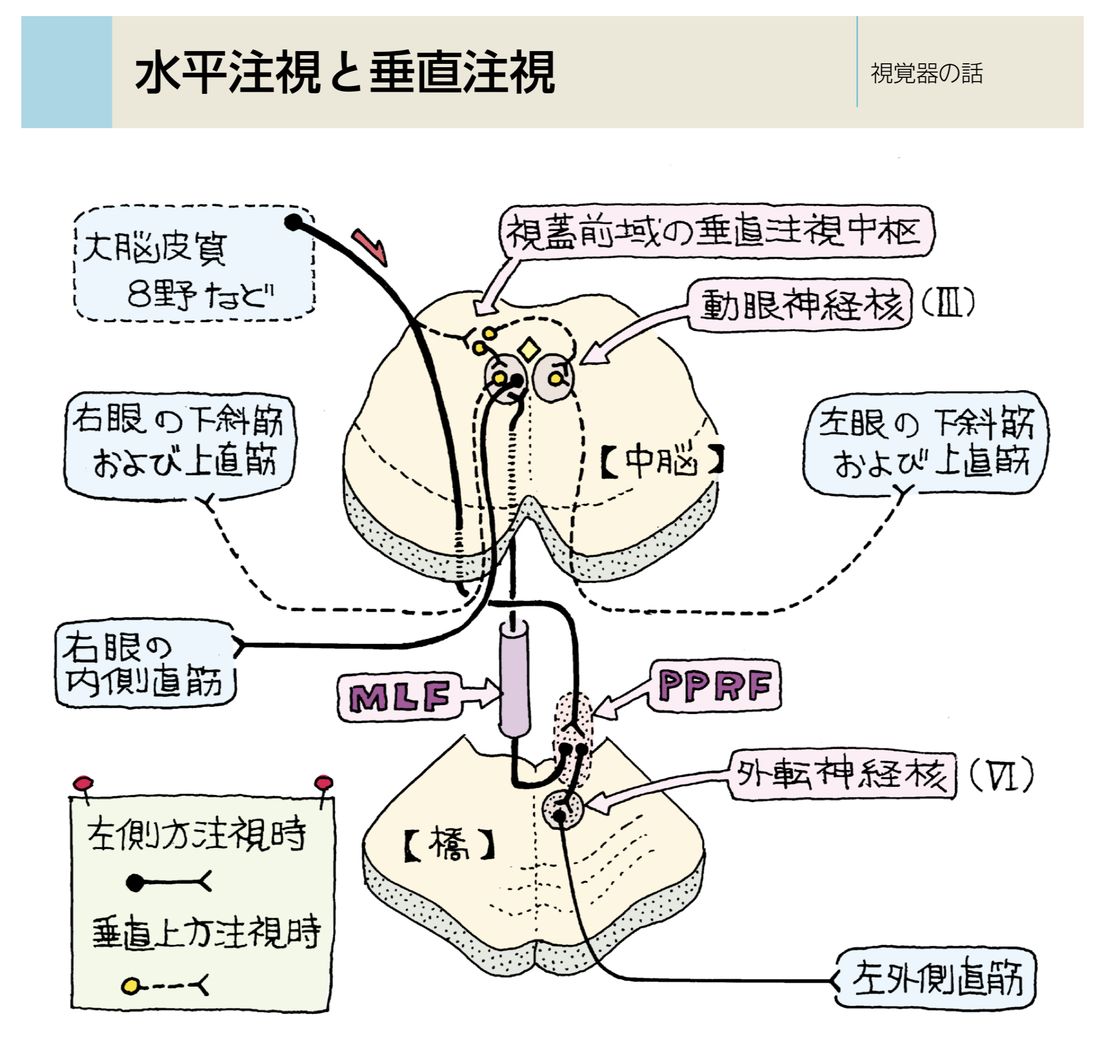 水平注視と垂直注視
視覚器の話
大脳皮質
8野など
視蓋前域の垂直注視中枢
動眼神経核(Ⅲ)
右眼の下斜筋
および上直筋
【中脳】
左眼の下斜筋
および上直筋
右眼の
内側直筋
MLF
PPRF
外転神経核(Ⅵ)
【橋】
左側方注視時
垂直上方注視時
左外側直筋